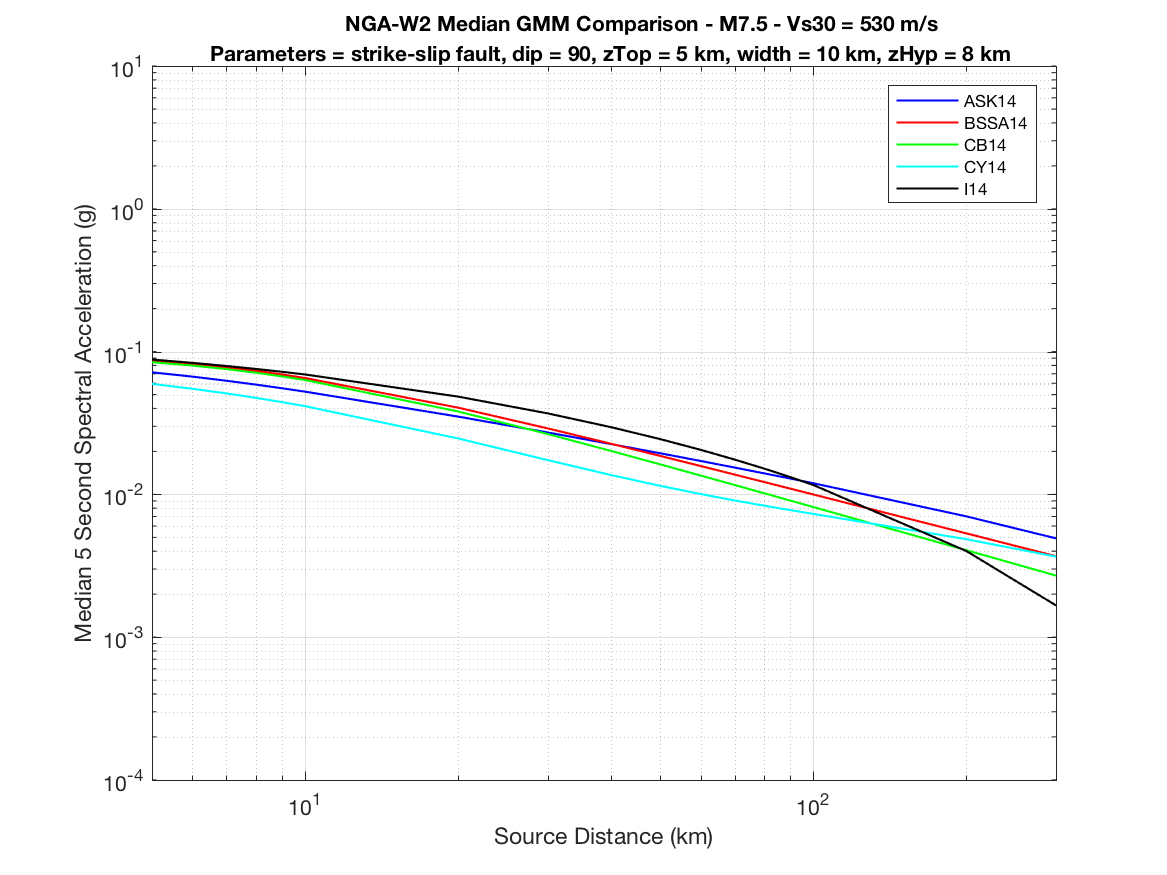 NGA-W2 Median GMM Comparison - M7.5 - Vs30 = 530 m/s
Parameters = strike-slip fault, dip = 90, zTop = 5 km, width = 10 km, zHyp = 8 km
ASK14
BSSA14
CB14
CY14
I14
Median 5 Second Spectral Acceleration (g)
10^1
10^0
10^-1
10^-2
10^-3
10^-4
10^1
10^2
Source Distance (km)